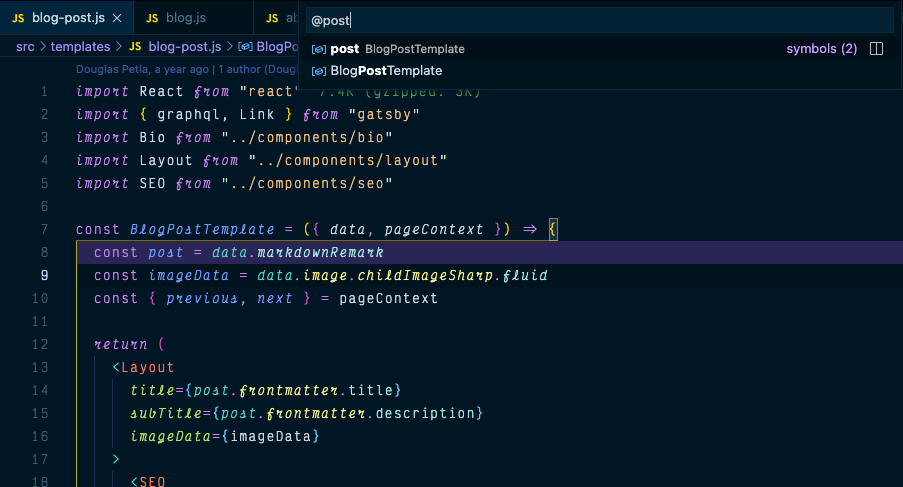 JS blog-post.js ×
JS blog.js
JS ab
@post
src > templates > JS blog-post.js > BlogPo
post BlogPostTemplate
symbols (2)
BlogPostTemplate
Douglas Petla, a year ago | 1 author (Doug
1 import React from "react" 7.4K (gzipped: 3K)
2 import { graphql, Link } from "gatsby"
3 import Bio from "../components/bio"
4 import Layout from "../components/layout"
5 import SEO from "../components/seo"
6
7 const BlogPostTemplate = ({ data, pageContext }) => {
8 const post = data.markdownRemark
9 const imageData = data.image.childImageSharp.fluid
10 const { previous, next } = pageContext
11
12 return (
13 <Layout
14 title={post.frontmatter.title}
15 subTitle={post.frontmatter.description}
16 imageData={imageData}
17 >
18 <SEO